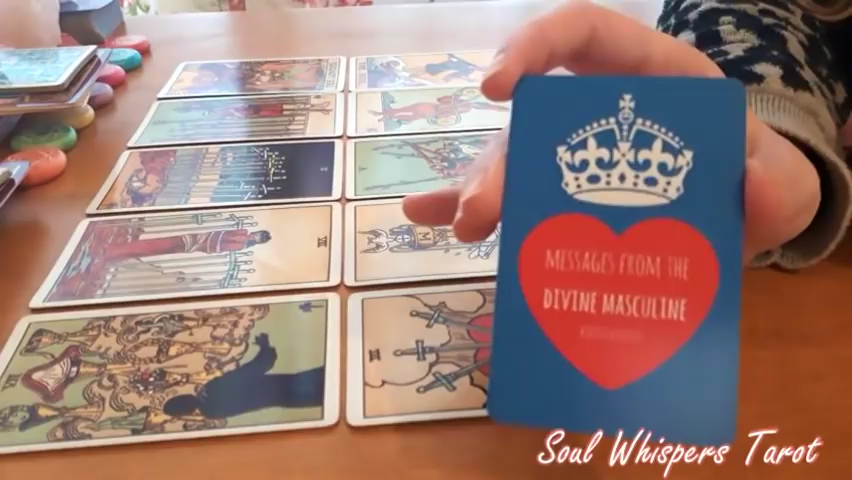 MESSAGES FROM THE
DIVINE MASCULINE
Soul Whispers Tarot